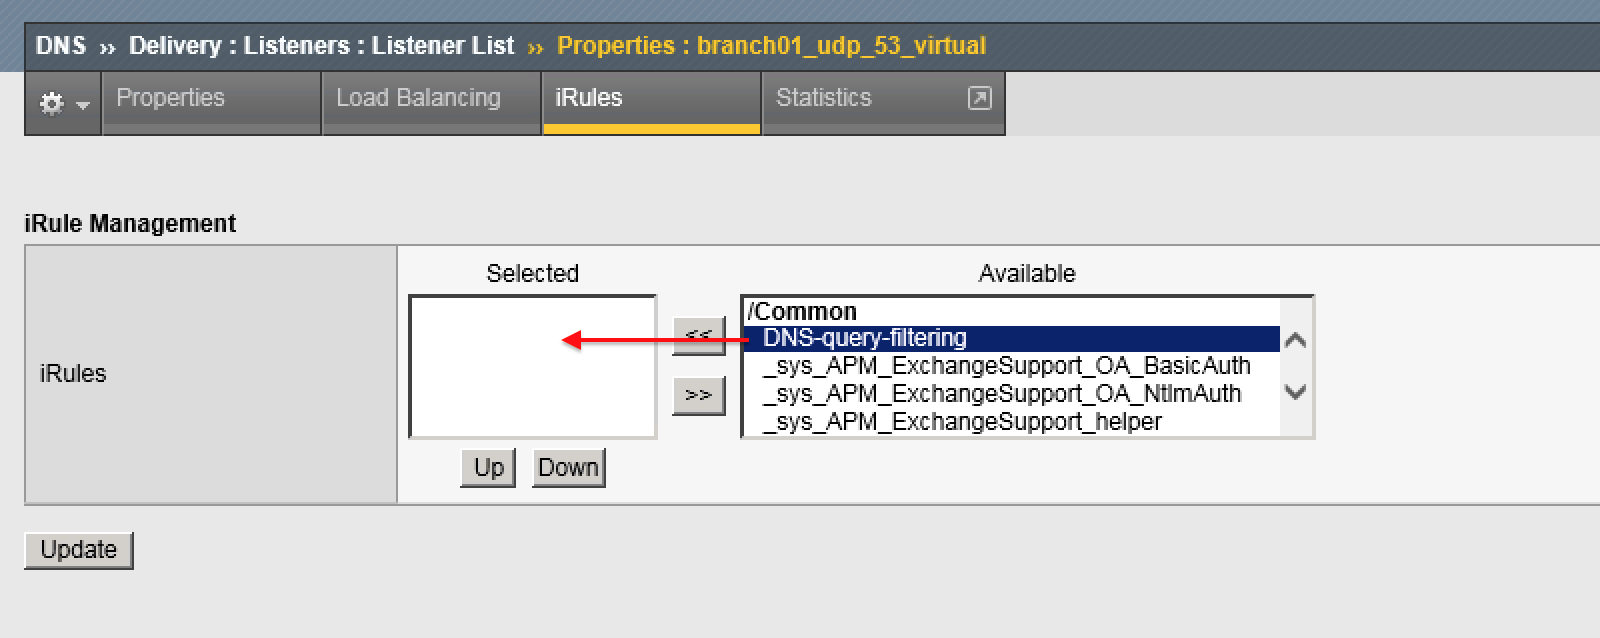 DNS ›› Delivery : Listeners : Listener List ›› Properties : branch01_udp_53_virtual
Properties Load Balancing iRules Statistics
iRule Management
Selected Available
/Common
<< DNS-query-filtering
_sys_APM_ExchangeSupport_OA_BasicAuth
iRules
>> _sys_APM_ExchangeSupport_OA_NtlmAuth
_sys_APM_ExchangeSupport_helper
Up Down
Update